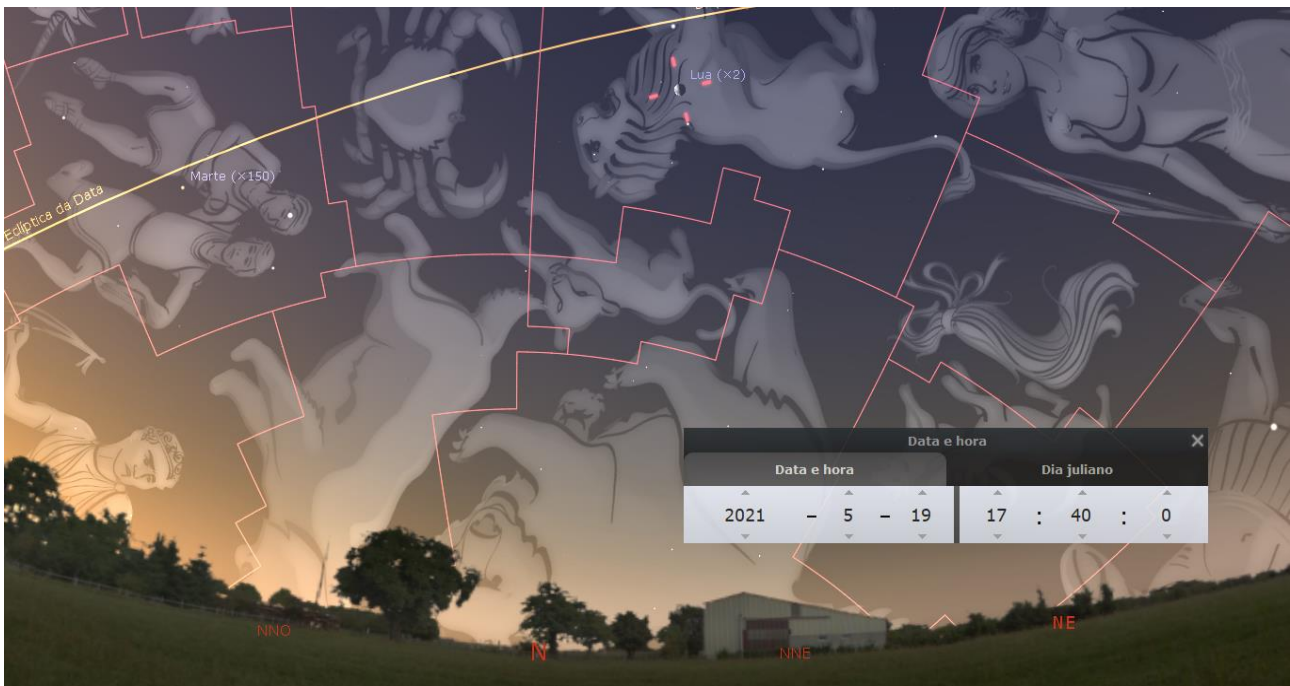 Lua (×2)
Marte (×150)
Eclíptica da Data
Data e hora
Data e hora
Dia juliano
2021 – 5 – 19 17 : 40 : 0
NNO
N
NNE
NE